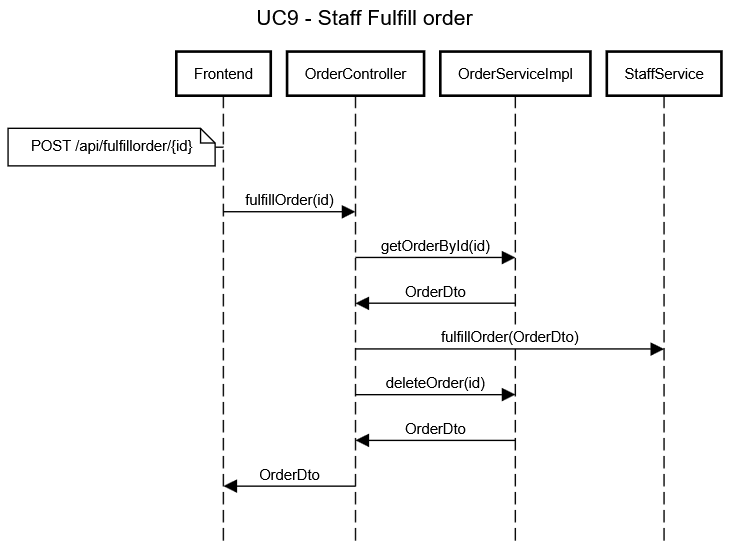 UC9 - Staff Fulfill order
Frontend
OrderController
OrderServiceImpl
StaffService
POST /api/fulfillorder/{id}
fulfillOrder(id)
getOrderById(id)
OrderDto
fulfillOrder(OrderDto)
deleteOrder(id)
OrderDto
OrderDto